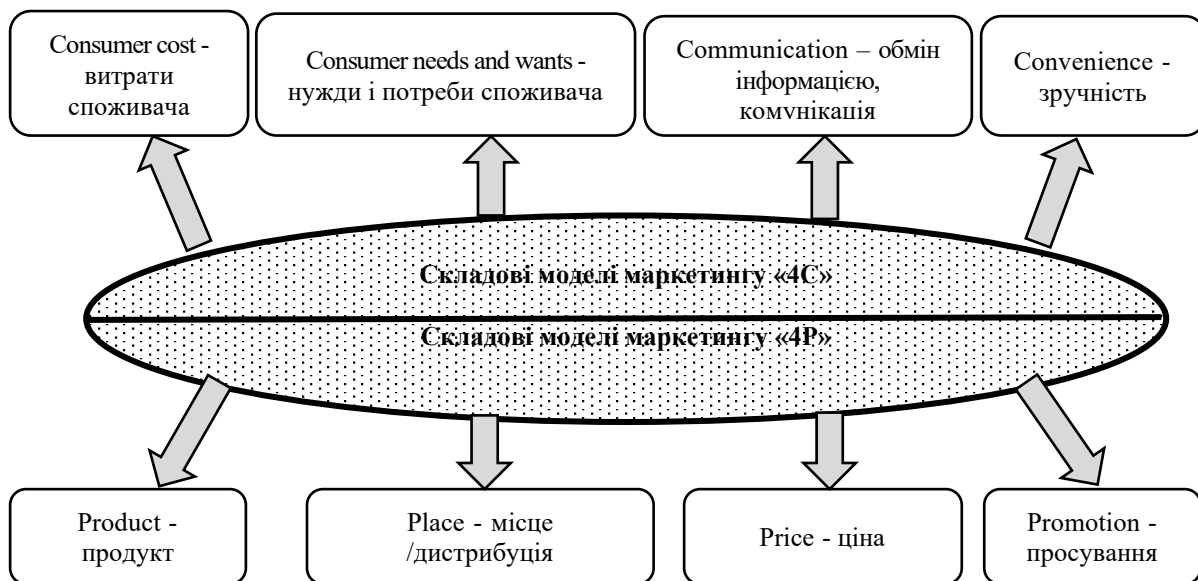 Consumer cost -
витрати
споживача
Consumer needs and wants -
нужди і потреби споживача
Communication – обмін
інформацією,
комунікація
Convenience -
зручність
Складові моделі маркетингу «4С»
Складові моделі маркетингу «4Р»
Product -
продукт
Place - місце
/дистрибуція
Price - ціна
Promotion -
просування